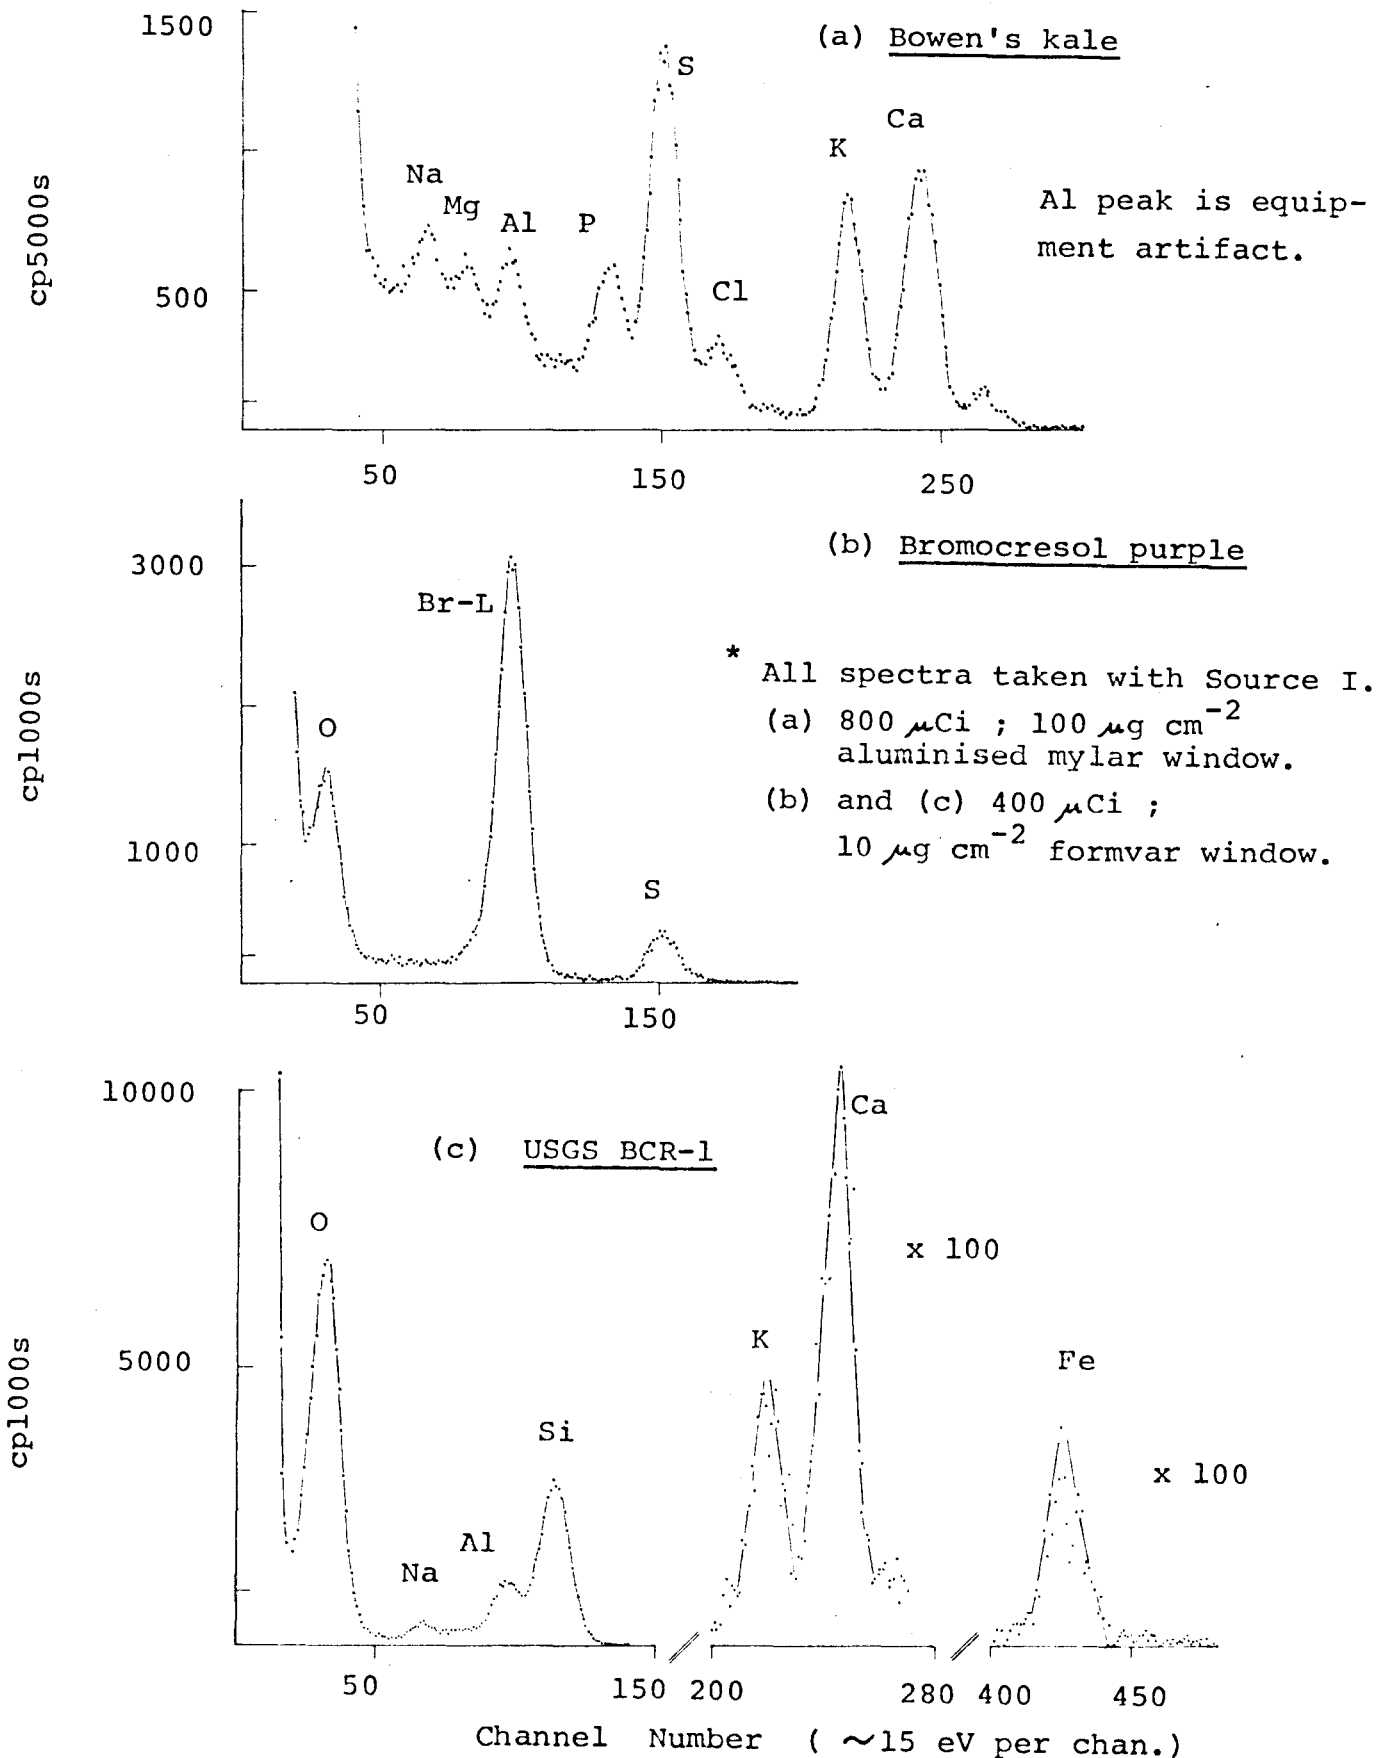 1500
(a) Bowen's kale
S
Ca
K
Na
Mg
Al
P
Al peak is equip-
ment artifact.
cp5000s
500
Cl
50
150
250
(b) Bromocresol purple
3000
Br-L
* All spectra taken with Source I.
(a) 800 μCi ; 100 μg cm⁻²
aluminised mylar window.
(b) and (c) 400 μCi ;
10 μg cm⁻² formvar window.
cp1000s
O
1000
S
50
150
10000
Ca
(c) USGS BCR-1
O
x 100
K
5000
Fe
cp1000s
Si
x 100
Al
Na
50
150
200
280
400
450
Channel Number ( ~15 eV per chan.)